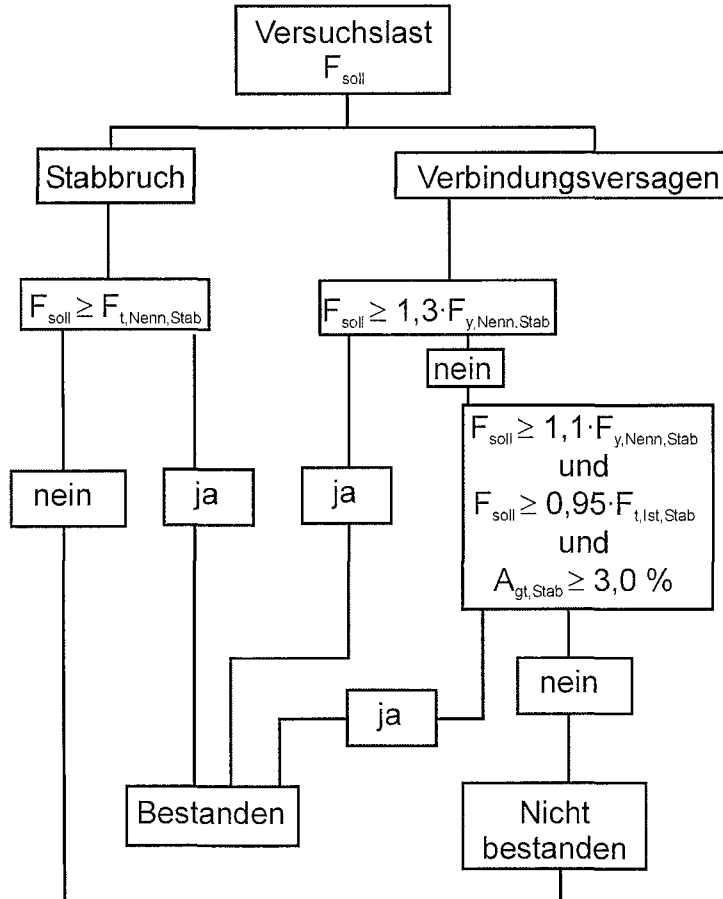 Versuchslast
F_soll
Stabbruch
Verbindungsversagen
F_soll ≥ F_t,Nenn,Stab
F_soll ≥ 1,3·F_y,Nenn.Stab
nein
F_soll ≥ 1,1·F_y,Nenn,Stab
und
F_soll ≥ 0,95·F_t,Ist,Stab
und
A_gt,Stab ≥ 3,0 %
nein
ja
ja
nein
ja
Bestanden
Nicht
bestanden